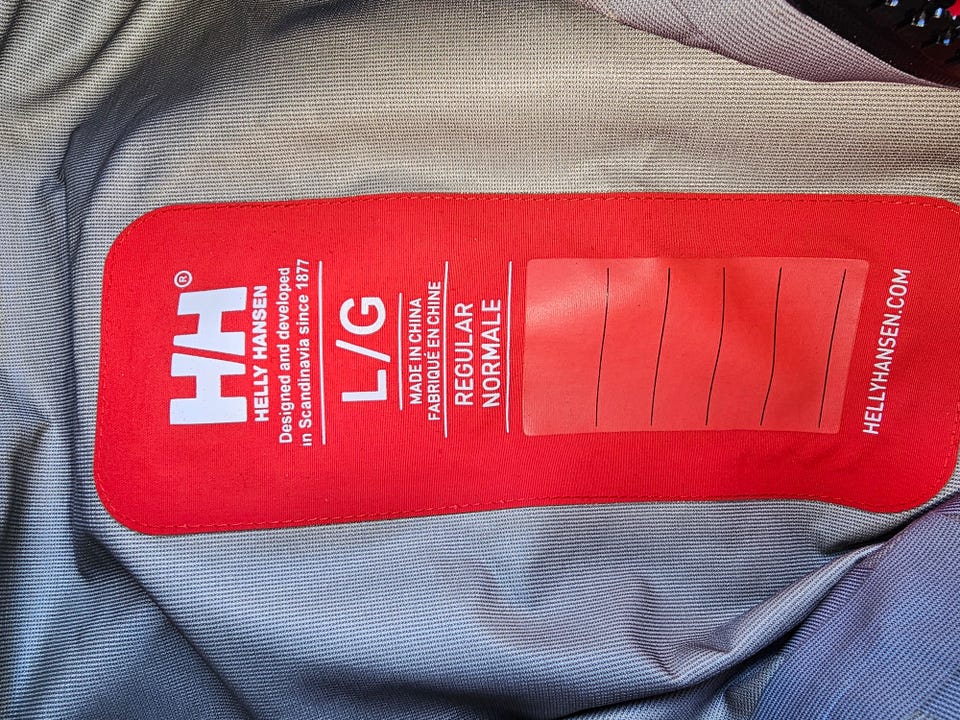 HH®
HELLY HANSEN
Designed and developed
in Scandinavia since 1877
L/G
MADE IN CHINA
FABRIQUÉ EN CHINE
REGULAR
NORMALE
HELLYHANSEN.COM